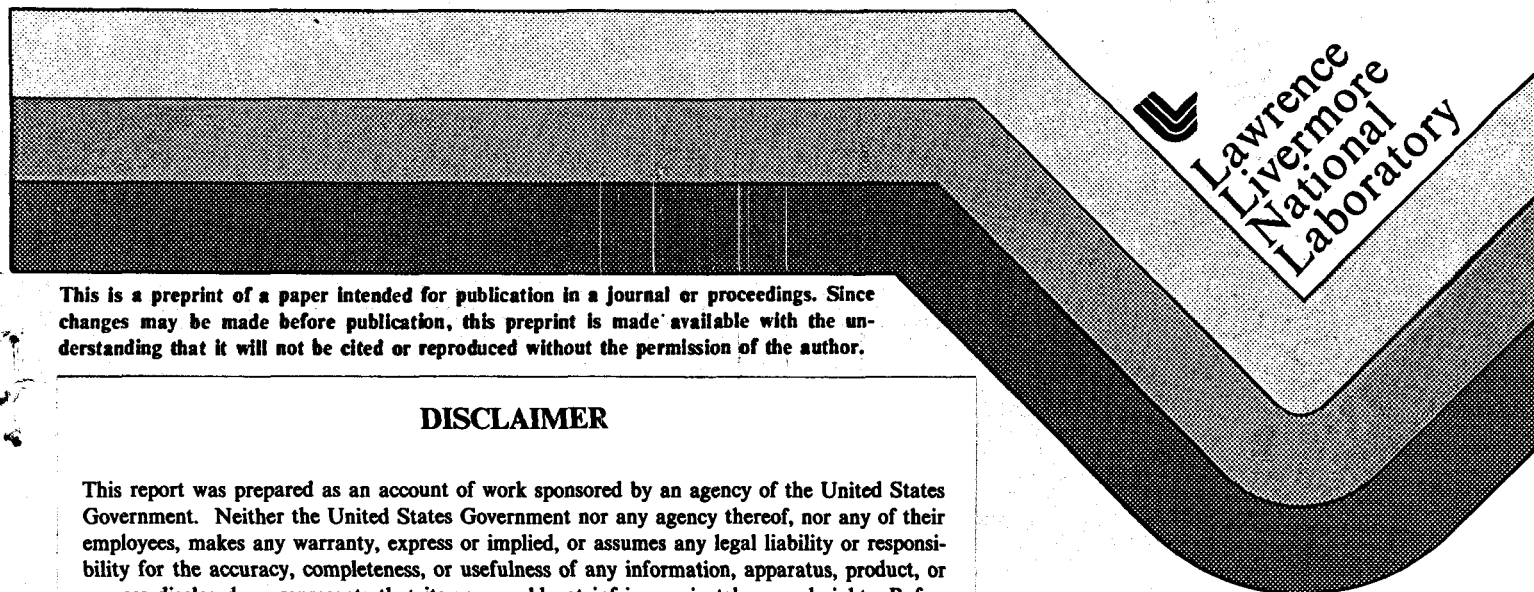 Lawrence
Livermore
National
Laboratory
This is a preprint of a paper intended for publication in a journal or proceedings. Since
changes may be made before publication, this preprint is made available with the un-
derstanding that it will not be cited or reproduced without the permission of the author.
DISCLAIMER
This report was prepared as an account of work sponsored by an agency of the United States
Government. Neither the United States Government nor any agency thereof, nor any of their
employees, makes any warranty, express or implied, or assumes any legal liability or responsi-
bility for the accuracy, completeness, or usefulness of any information, apparatus, product, or